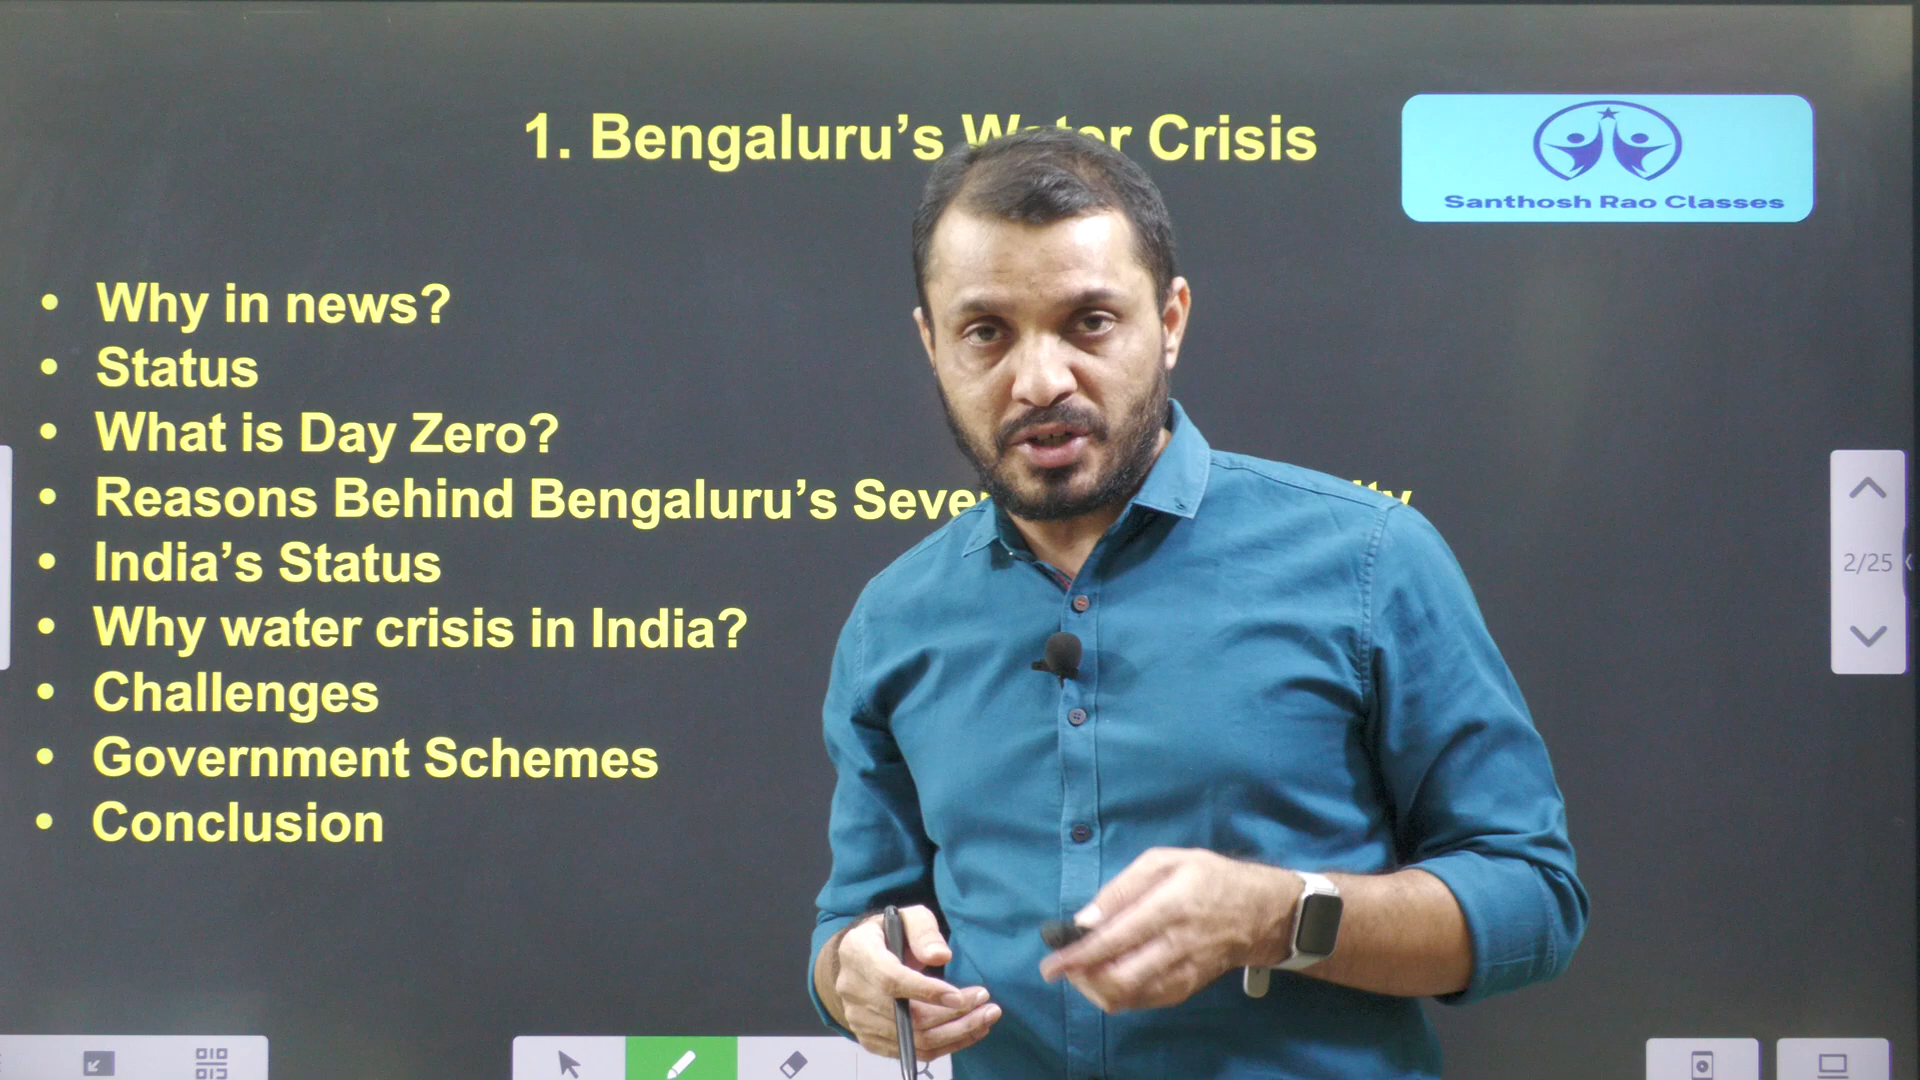 1. Bengaluru's Water Crisis
Santhosh Rao Classes
• Why in news?
• Status
• What is Day Zero?
• Reasons Behind Bengaluru's
• India's Status
• Why water crisis in India?
• Challenges
• Government Schemes
• Conclusion
2/25